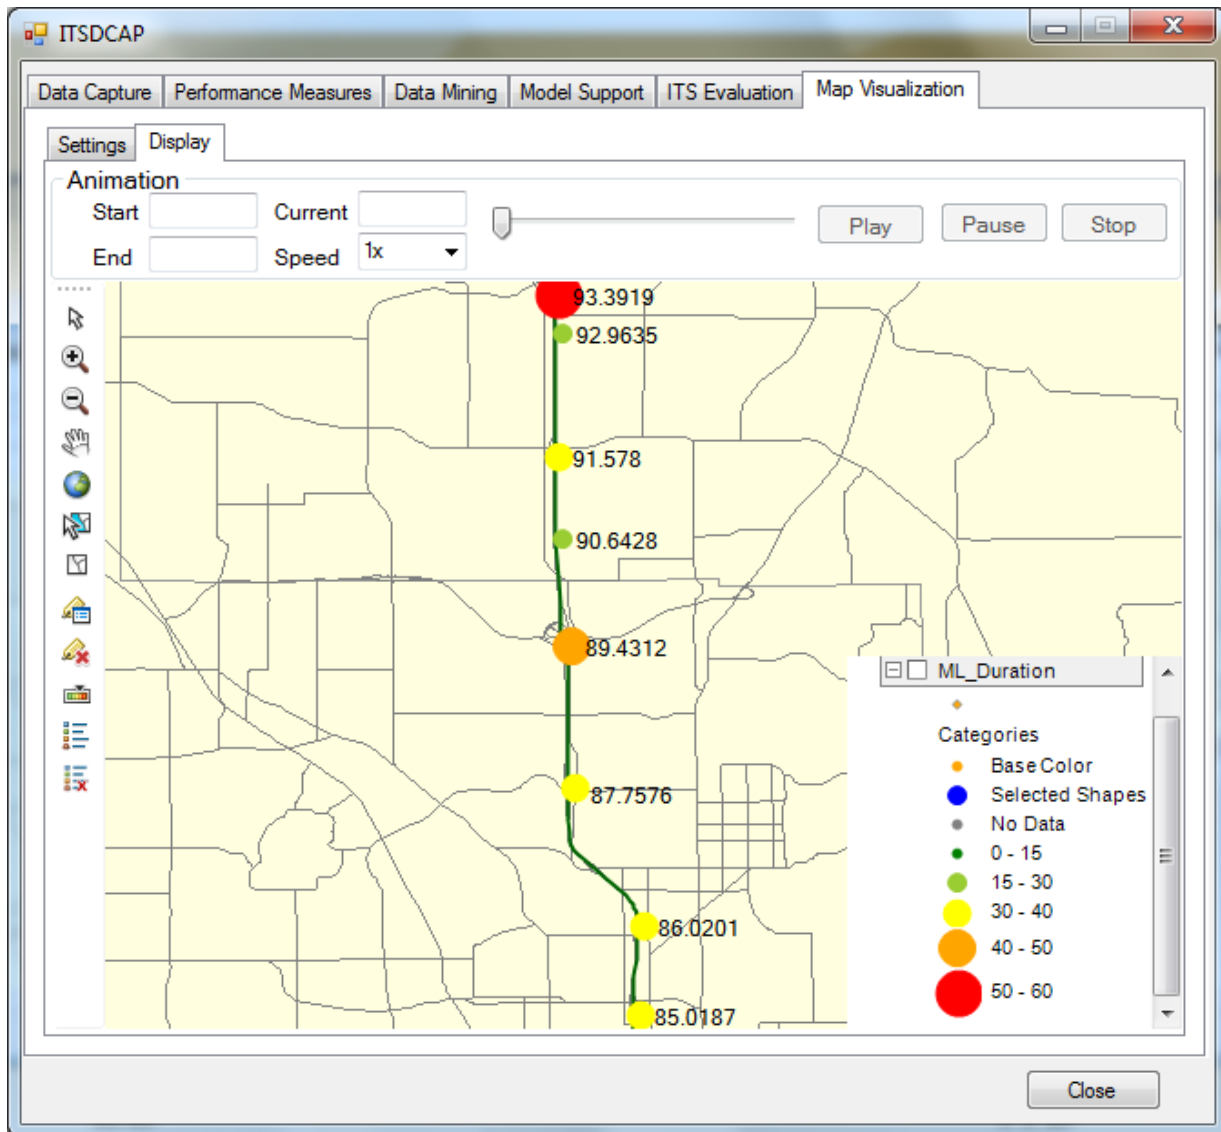 ITSDCAP
Data Capture Performance Measures Data Mining Model Support ITS Evaluation Map Visualization
Settings Display
Animation
Start Current
Play Pause Stop
End Speed 1x
93.3919
92.9635
91.578
90.6428
89.4312
87.7576
86.0201
85.0187
ML_Duration
Categories
Base Color
Selected Shapes
No Data
0 - 15
15 - 30
30 - 40
40 - 50
50 - 60
Close